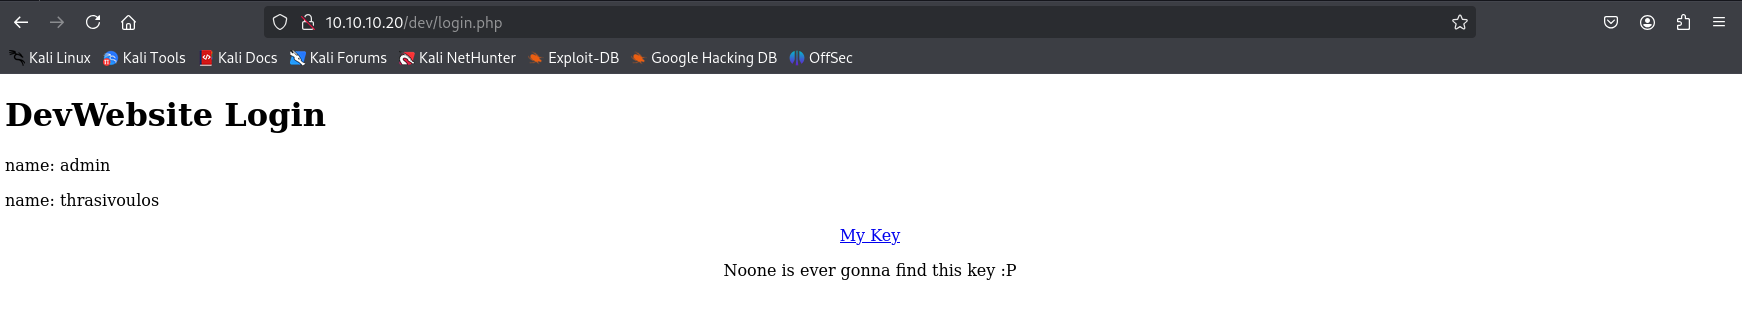 10.10.10.20/dev/login.php
Kali Linux Kali Tools Kali Docs Kali Forums Kali NetHunter Exploit-DB Google Hacking DB OffSec
DevWebsite Login
name: admin
name: thrasivoulos
My Key
Noone is ever gonna find this key :P